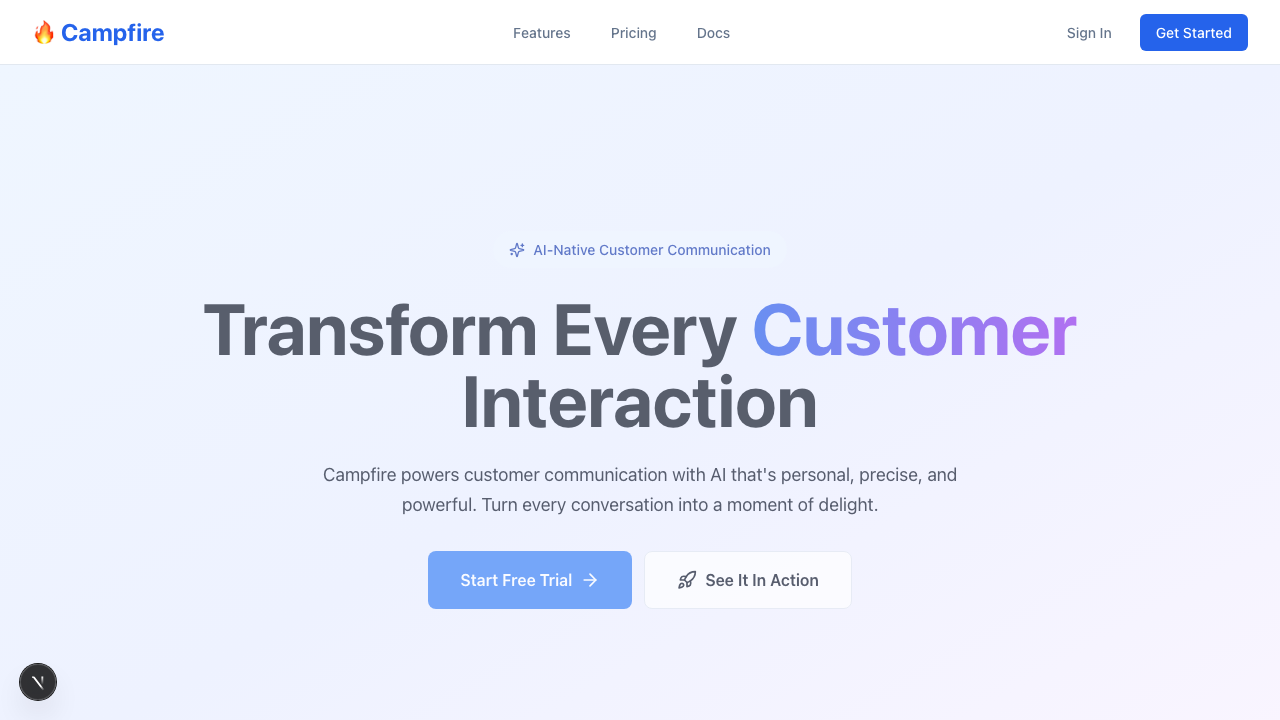 Campfire
Features
Pricing
Docs
Sign In
Get Started
AI-Native Customer Communication
Transform Every Customer
Interaction
Campfire powers customer communication with AI that's personal, precise, and
powerful. Turn every conversation into a moment of delight.
Start Free Trial
See It In Action
N